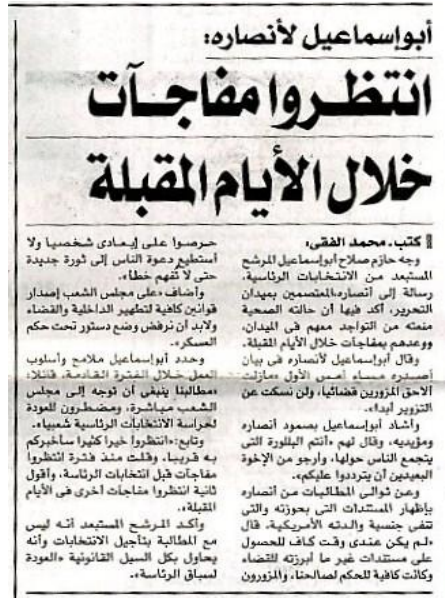 أبوإسماعيل لأنصاره:
انتظروا مفاجآت
خلال الأيام المقبلة
كتب ـ محمد الفقى:
وجه حازم صلاح أبوإسماعيل المرشح
المستبعد من الانتخابات الرئاسية،
رسالة إلى أنصاره المعتصمين بميدان
التحرير، أكد فيها أن حالته الصحية
منعته من التواجد معهم فى الميدان،
ووعدهم بمفاجآت خلال الأيام المقبلة.
وقال أبوإسماعيل لأنصاره فى بيان
أصدره مساء أمس الأول «مازلت
ألاحق المزورين قضائيا، ولن نسكت عن
التزوير أبدا».
وأشاد أبوإسماعيل بصمود أنصاره
ومؤيديه، وقال لهم «أنتم البللورة التى
يتجمع الناس حولها، وأرجو من الإخوة
البعيدين أن يترددوا عليكم».
وعن توالى المطالبات من أنصاره
بإظهار المستندات التى بحوزته والتى
تنفى جنسية والدته الأمريكية، قال
«لم يكن عندى وقت كاف للحصول
على مستندات غير ما أبرزته للقضاء
وكانت كافية للحكم لصالحنا، والمزورون
حرصوا على إبعادى شخصيا ولا
أستطيع دعوة الناس إلى ثورة جديدة
حتى لا تُفهم خطأ».
وأضاف «على مجلس الشعب إصدار
قوانين كافية لتطهير الداخلية والقضاء
ولابد أن نرفض وضع دستور تحت حكم
العسكر».
وحدد أبوإسماعيل ملامح وأسلوب
العمل خلال الفترة القادمة، قائلا:
«مطالبنا ينبغى أن توجه إلى مجلس
الشعب مباشرة، ومضطرون للعودة
لحراسة الانتخابات الرئاسية شعبيا».
وتابع: «انتظروا خيرا كثيرا سأخبركم
به قريبا، وقلت منذ فترة انتظروا
مفاجآت قبل انتخابات الرئاسة، وأقول
ثانية انتظروا مفاجآت أخرى فى الأيام
المقبلة».
وأكد المرشح المستبعد أنه ليس
مع المطالبة بتأجيل الانتخابات وأنه
يحاول بكل السبل القانونية «العودة
لسباق الرئاسة».